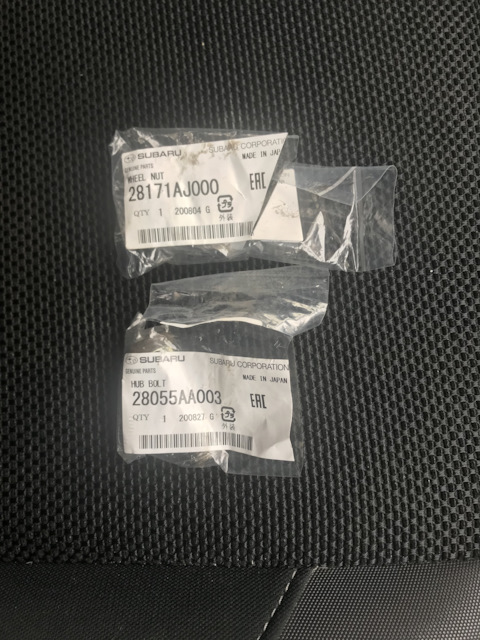 SUBARU SUBARU CORPORATION
GENUINE PARTS MADE IN JAPA
WHEEL NUT
28171AJ000 EAC
QTY 1 200804 G 外装
SUBARU SUBARU CORPORATION
GENUINE PARTS MADE IN JAPAN
HUB BOLT
28055AA003 EAC
QTY 1 200827 G 外装